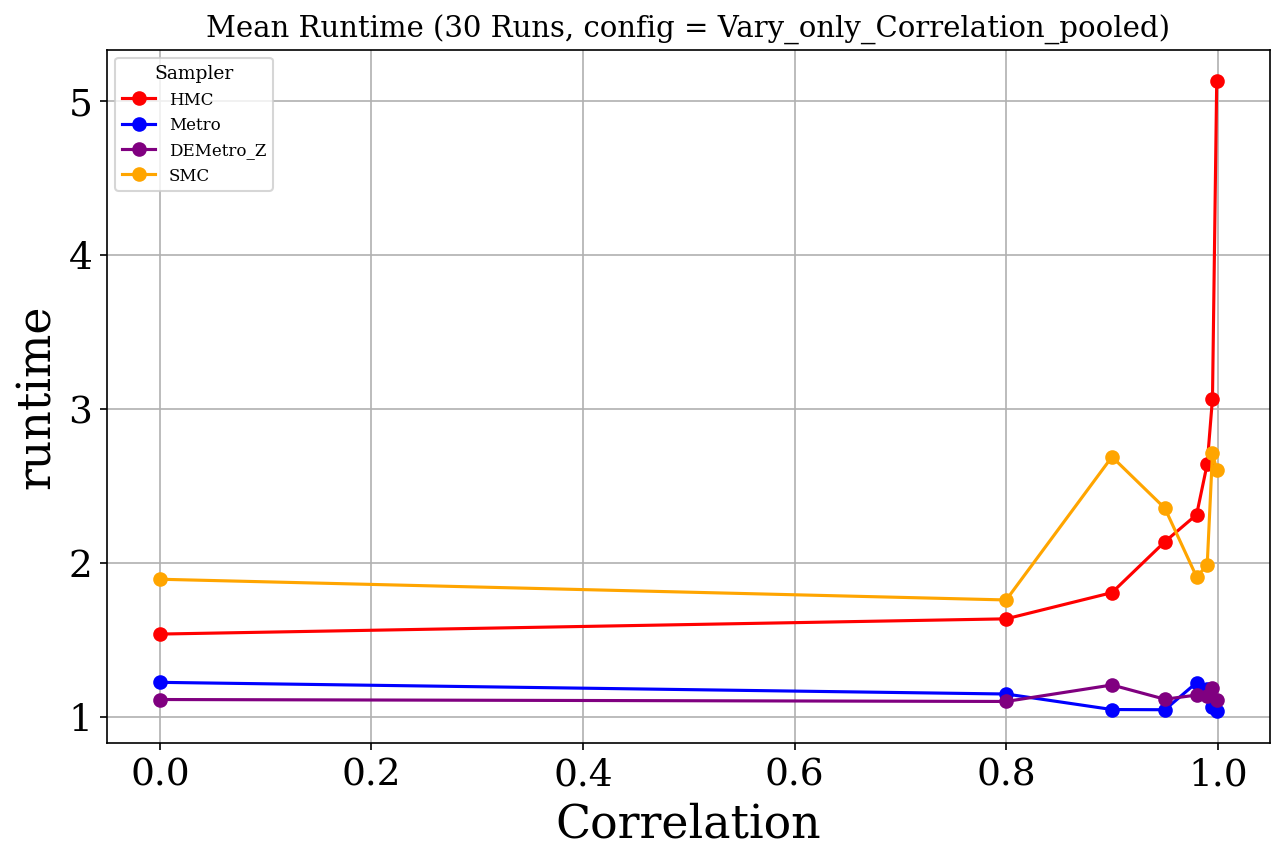 Mean Runtime (30 Runs, config = Vary_only_Correlation_pooled)
Sampler
HMC
Metro
DEMetro_Z
SMC
runtime
5
4
3
2
1
0.0 0.2 0.4 0.6 0.8 1.0
Correlation